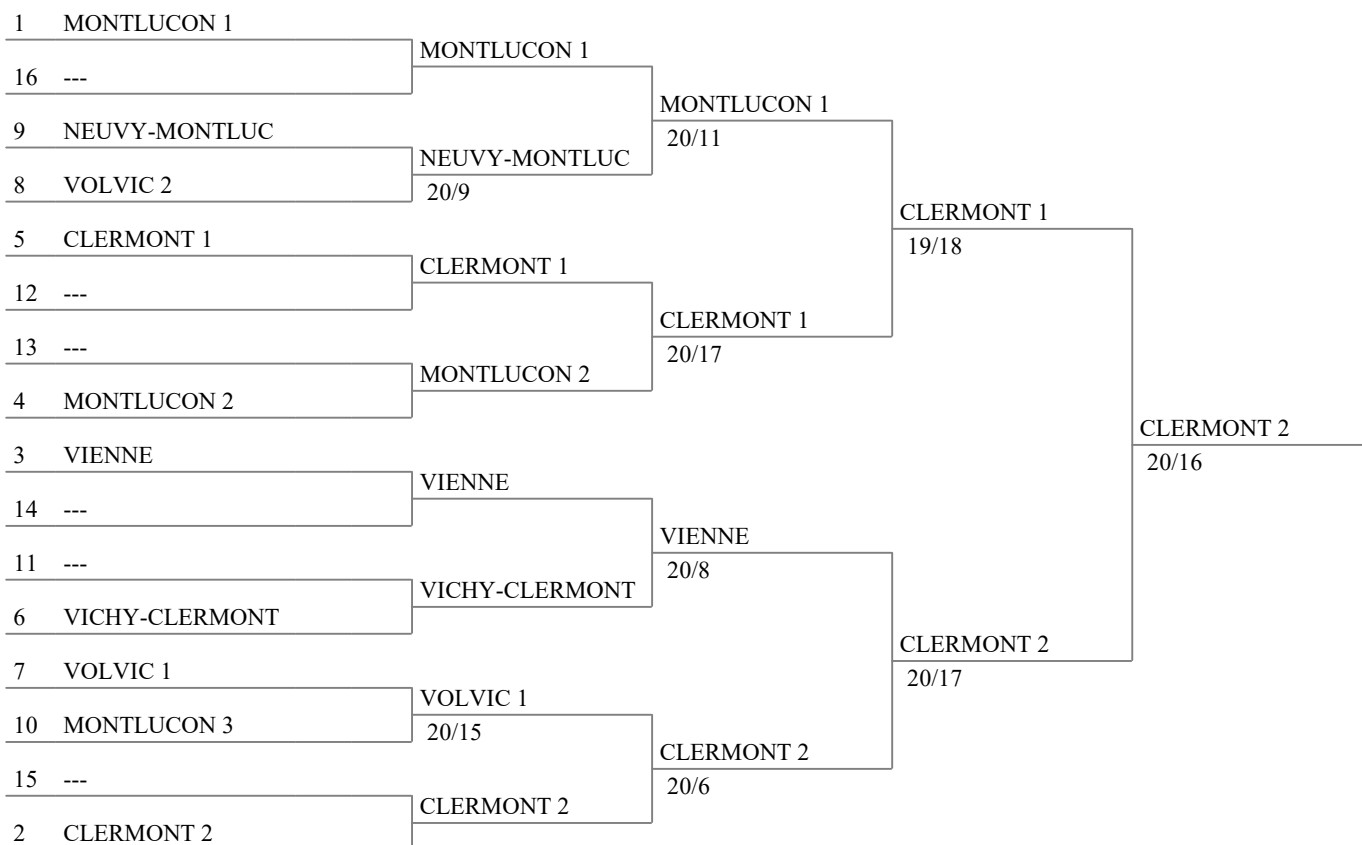 1 MONTLUCON 1
MONTLUCON 1
16 ---
MONTLUCON 1
20/11
9 NEUVY-MONTLUC
NEUVY-MONTLUC
20/9
8 VOLVIC 2
CLERMONT 1
19/18
5 CLERMONT 1
CLERMONT 1
12 ---
CLERMONT 1
20/17
13 ---
MONTLUCON 2
4 MONTLUCON 2
CLERMONT 2
20/16
3 VIENNE
VIENNE
14 ---
VIENNE
20/8
11 ---
VICHY-CLERMONT
6 VICHY-CLERMONT
CLERMONT 2
20/17
7 VOLVIC 1
VOLVIC 1
20/15
10 MONTLUCON 3
CLERMONT 2
20/6
15 ---
CLERMONT 2
2 CLERMONT 2